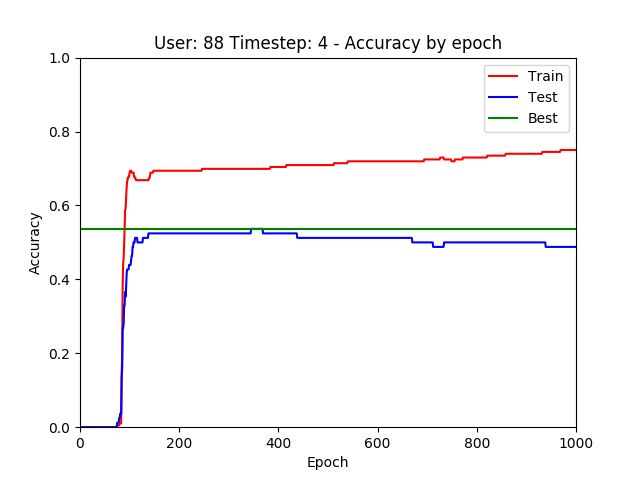 User: 88 Timestep: 4 - Accuracy by epoch
1.0
0.8
0.6
0.4
0.2
0.0
Accuracy
Train
Test
Best
0 200 400 600 800 1000
Epoch